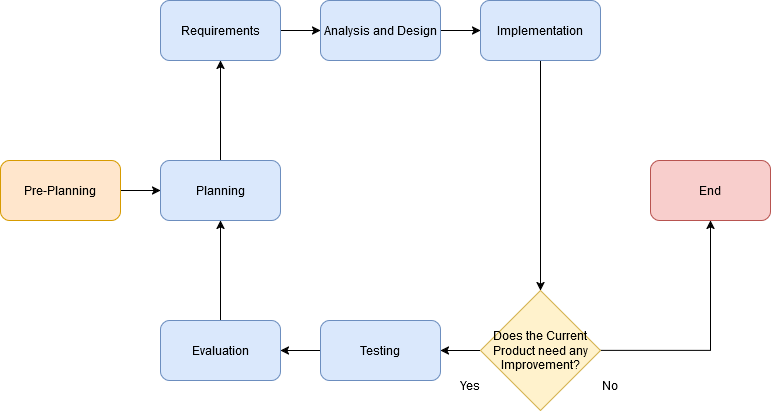 Requirements
Analysis and Design
Implementation
Pre-Planning
Planning
End
Evaluation
Testing
Does the Current
Product need any
Improvement?
Yes
No